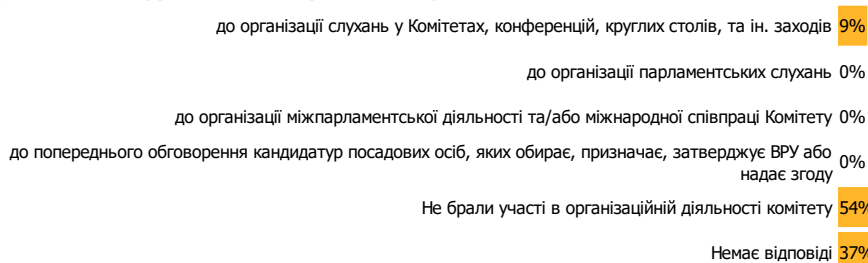 до організації слухань у Комітетах, конференцій, круглих столів, та ін. заходів 9%
до організації парламентських слухань 0%
до організації міжпарламентської діяльності та/або міжнародної співпраці Комітету 0%
до попереднього обговорення кандидатур посадових осіб, яких обирає, призначає, затверджує ВРУ або
надає згоду 0%
Не брали участі в організаційній діяльності комітету 54%
Немає відповіді 37%